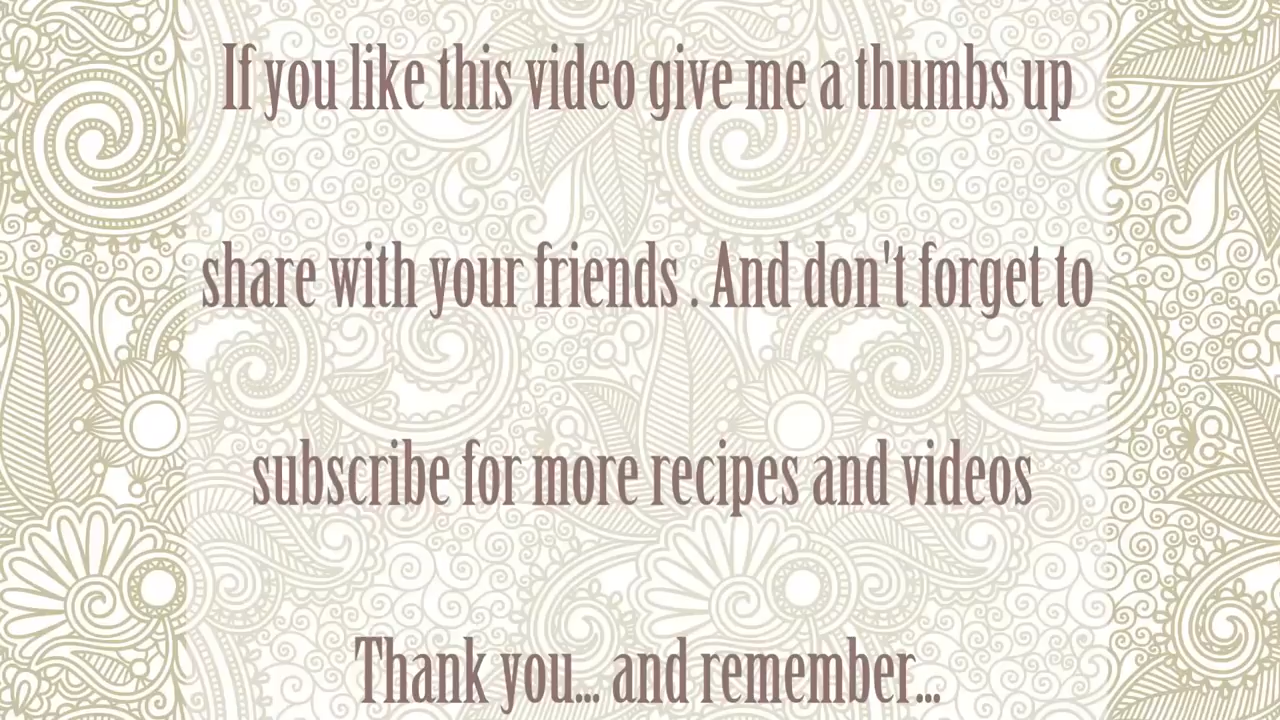 If you like this video give me a thumbs up
share with your friends . And don't forget to
subscribe for more recipes and videos
Thank you... and remember...